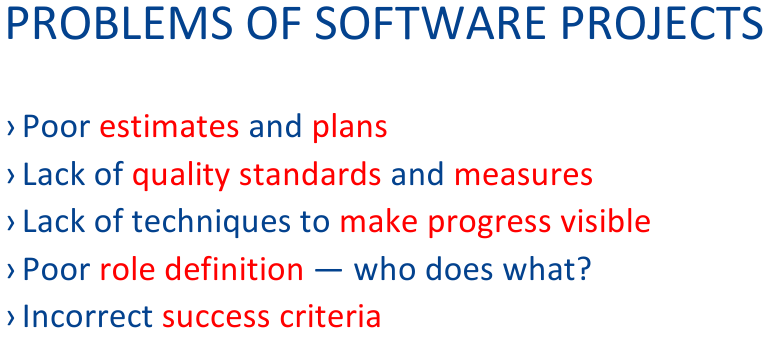 PROBLEMS OF SOFTWARE PROJECTS
› Poor estimates and plans
› Lack of quality standards and measures
› Lack of techniques to make progress visible
› Poor role definition — who does what?
› Incorrect success criteria